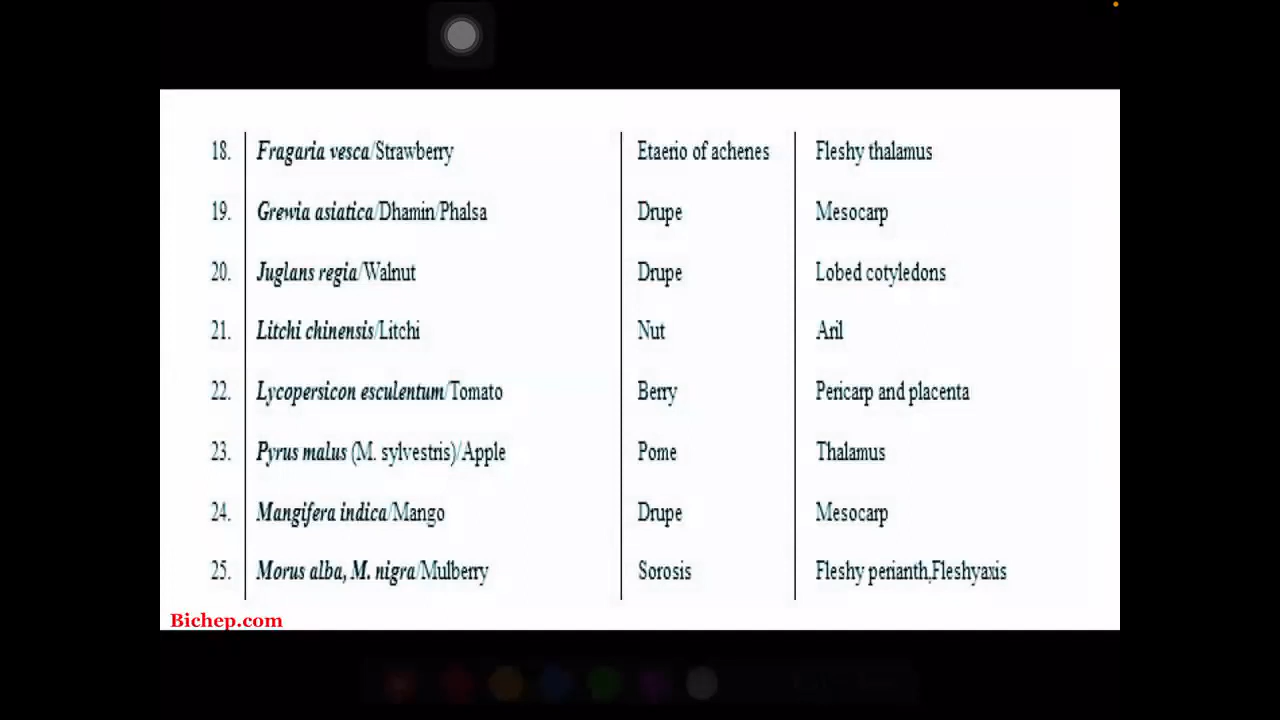 18. Fragaria vesca/Strawberry Etaerio of achenes Fleshy thalamus
19. Grewia asiatica/Dhamin/Phalsa Drupe Mesocarp
20. Juglans regia/Walnut Drupe Lobed cotyledons
21. Litchi chinensis/Litchi Nut Aril
22. Lycopersicon esculentum/Tomato Berry Pericarp and placenta
23. Pyrus malus (M. sylvestris)/Apple Pome Thalamus
24. Mangifera indica/Mango Drupe Mesocarp
25. Morus alba, M. nigra/Mulberry Sorosis Fleshy perianth,Fleshyaxis
Bichep.com